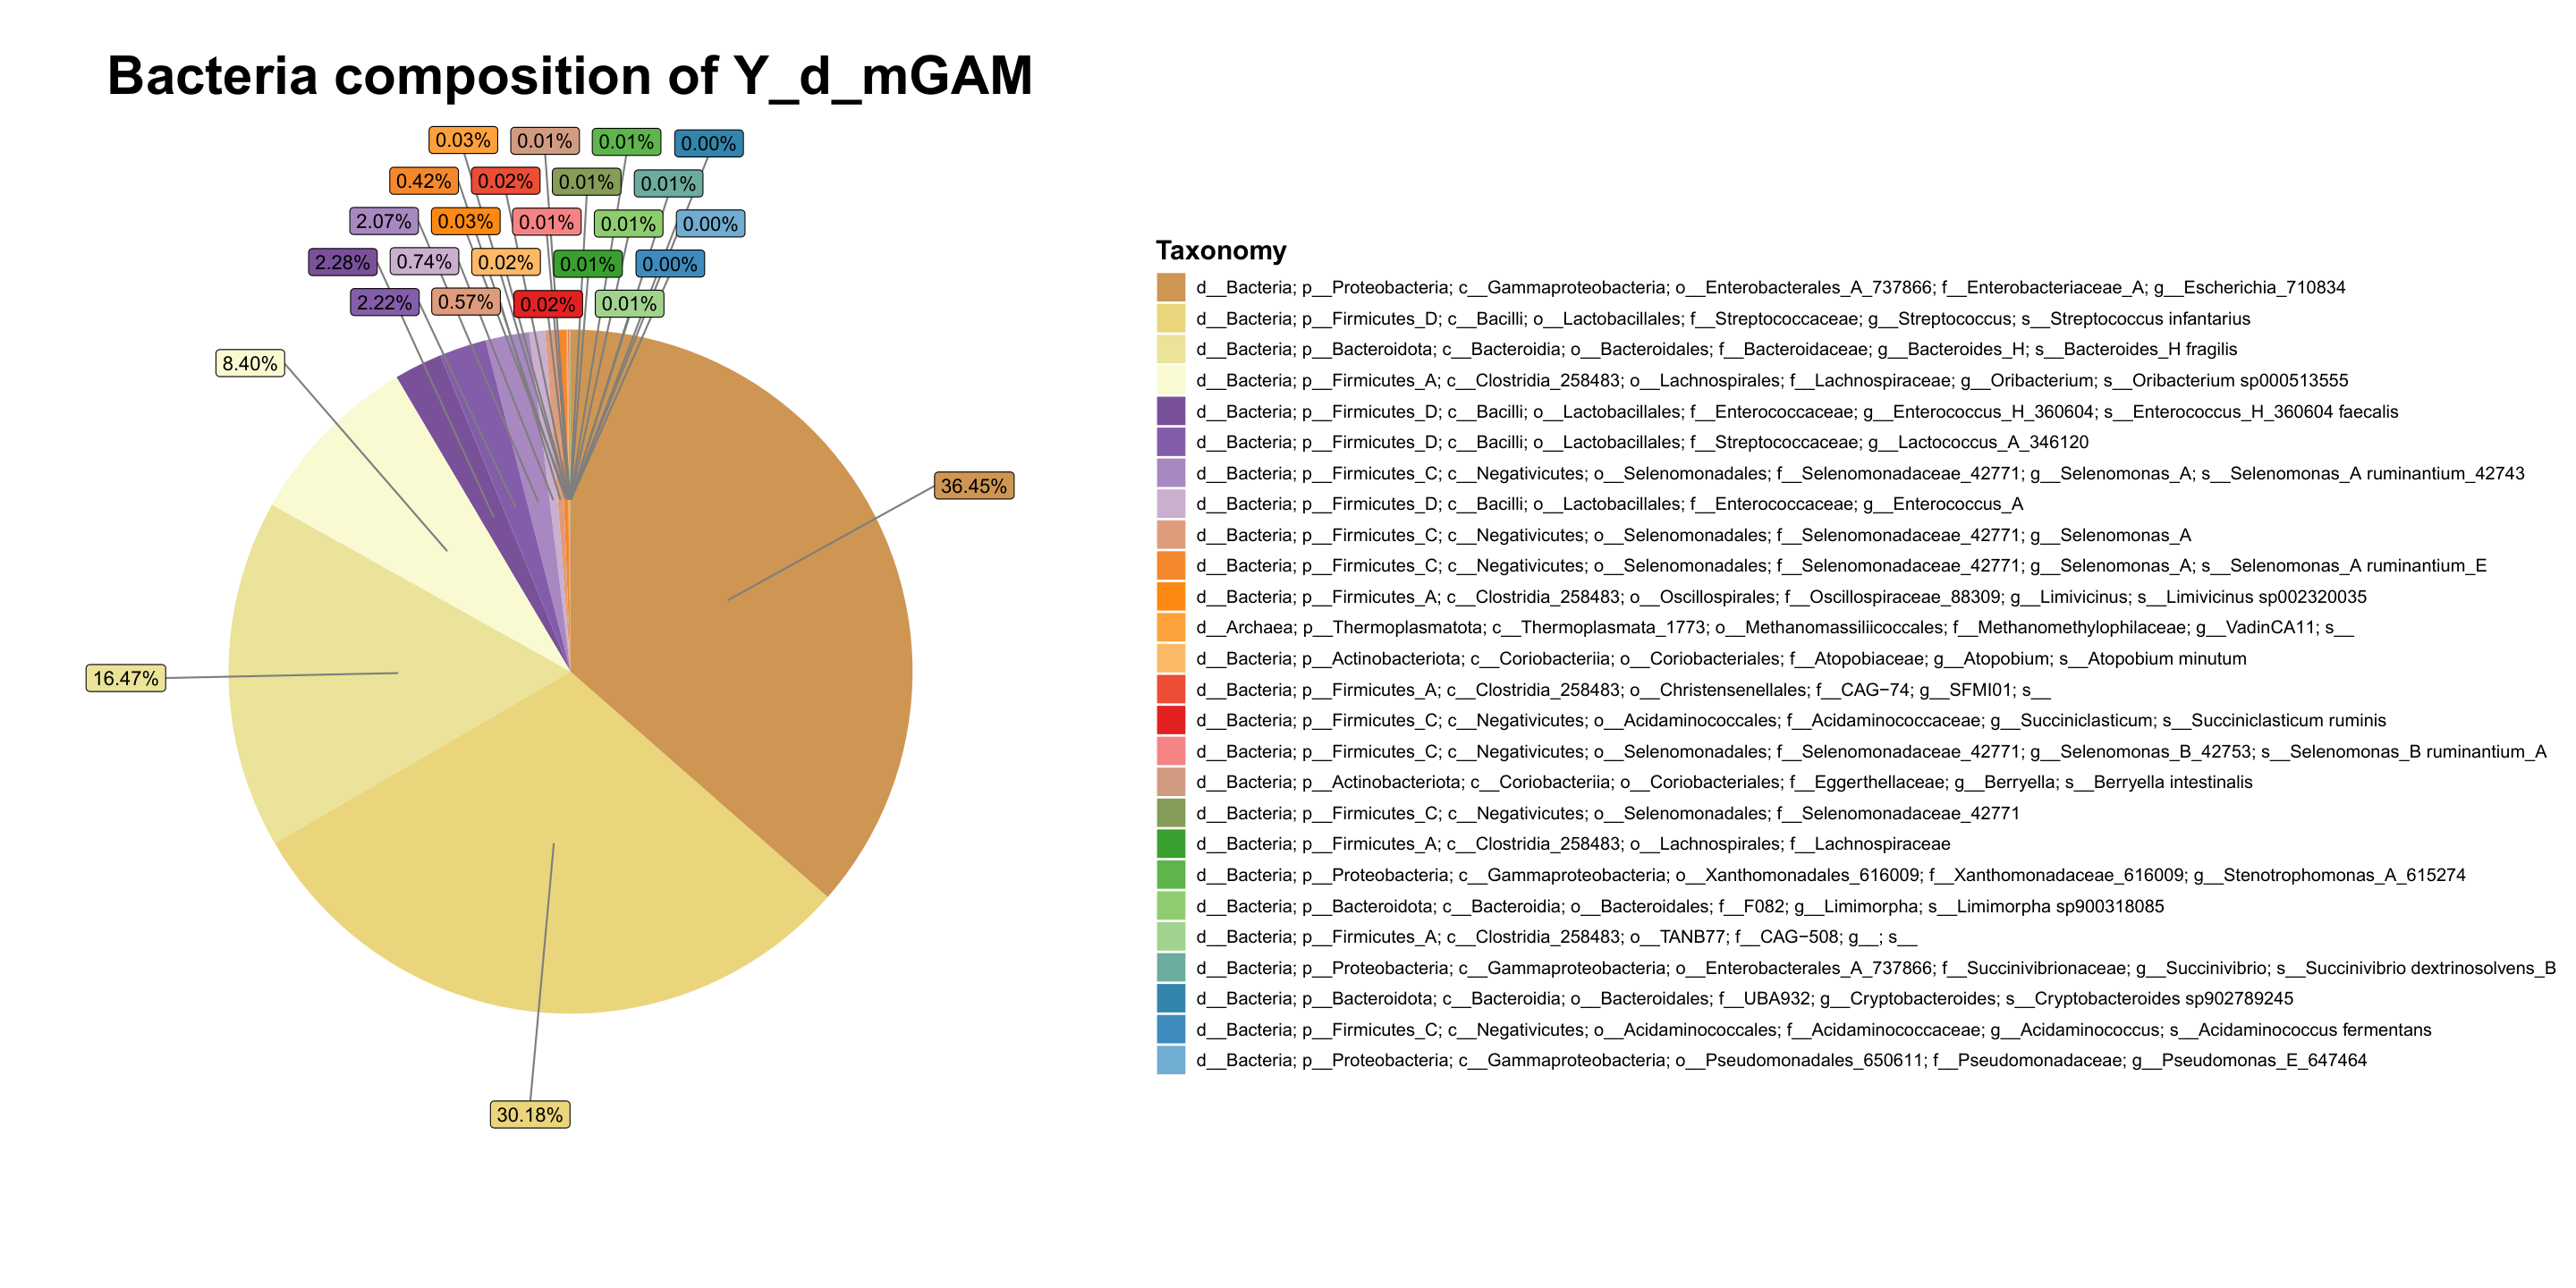 Bacteria composition of Y_d_mGAM
0.03%
0.01%
0.01%
0.00%
0.42%
0.02%
0.01%
0.01%
2.07%
0.03%
0.01%
0.01%
0.00%
2.28%
0.74%
0.02%
0.01%
0.00%
2.22%
0.57%
0.02%
0.01%
8.40%
36.45%
16.47%
30.18%
Taxonomy
d__Bacteria; p__Proteobacteria; c__Gammaproteobacteria; o__Enterobacterales_A_737866; f__Enterobacteriaceae_A; g__Escherichia_710834
d__Bacteria; p__Firmicutes_D; c__Bacilli; o__Lactobacillales; f__Streptococcaceae; g__Streptococcus; s__Streptococcus infantarius
d__Bacteria; p__Bacteroidota; c__Bacteroidia; o__Bacteroidales; f__Bacteroidaceae; g__Bacteroides_H; s__Bacteroides_H fragilis
d__Bacteria; p__Firmicutes_A; c__Clostridia_258483; o__Lachnospirales; f__Lachnospiraceae; g__Oribacterium; s__Oribacterium sp000513555
d__Bacteria; p__Firmicutes_D; c__Bacilli; o__Lactobacillales; f__Enterococcaceae; g__Enterococcus_H_360604; s__Enterococcus_H_360604 faecalis
d__Bacteria; p__Firmicutes_D; c__Bacilli; o__Lactobacillales; f__Streptococcaceae; g__Lactococcus_A_346120
d__Bacteria; p__Firmicutes_C; c__Negativicutes; o__Selenomonadales; f__Selenomonadaceae_42771; g__Selenomonas_A; s__Selenomonas_A ruminantium_42743
d__Bacteria; p__Firmicutes_D; c__Bacilli; o__Lactobacillales; f__Enterococcaceae; g__Enterococcus_A
d__Bacteria; p__Firmicutes_C; c__Negativicutes; o__Selenomonadales; f__Selenomonadaceae_42771; g__Selenomonas_A
d__Bacteria; p__Firmicutes_C; c__Negativicutes; o__Selenomonadales; f__Selenomonadaceae_42771; g__Selenomonas_A; s__Selenomonas_A ruminantium_E
d__Bacteria; p__Firmicutes_A; c__Clostridia_258483; o__Oscillospirales; f__Oscillospiraceae_88309; g__Limivicinus; s__Limivicinus sp002320035
d__Archaea; p__Thermoplasmatota; c__Thermoplasmata_1773; o__Methanomassiliicoccales; f__Methanomethylophilaceae; g__VadinCA11; s__
d__Bacteria; p__Actinobacteriota; c__Coriobacteriia; o__Coriobacteriales; f__Atopobiaceae; g__Atopobium; s__Atopobium minutum
d__Bacteria; p__Firmicutes_A; c__Clostridia_258483; o__Christensenellales; f__CAG−74; g__SFMI01; s__
d__Bacteria; p__Firmicutes_C; c__Negativicutes; o__Acidaminococcales; f__Acidaminococcaceae; g__Succiniclasticum; s__Succiniclasticum ruminis
d__Bacteria; p__Firmicutes_C; c__Negativicutes; o__Selenomonadales; f__Selenomonadaceae_42771; g__Selenomonas_B_42753; s__Selenomonas_B ruminantium_A
d__Bacteria; p__Actinobacteriota; c__Coriobacteriia; o__Coriobacteriales; f__Eggerthellaceae; g__Berryella; s__Berryella intestinalis
d__Bacteria; p__Firmicutes_C; c__Negativicutes; o__Selenomonadales; f__Selenomonadaceae_42771
d__Bacteria; p__Firmicutes_A; c__Clostridia_258483; o__Lachnospirales; f__Lachnospiraceae
d__Bacteria; p__Proteobacteria; c__Gammaproteobacteria; o__Xanthomonadales_616009; f__Xanthomonadaceae_616009; g__Stenotrophomonas_A_615274
d__Bacteria; p__Bacteroidota; c__Bacteroidia; o__Bacteroidales; f__F082; g__Limimorpha; s__Limimorpha sp900318085
d__Bacteria; p__Firmicutes_A; c__Clostridia_258483; o__TANB77; f__CAG−508; g__; s__
d__Bacteria; p__Proteobacteria; c__Gammaproteobacteria; o__Enterobacterales_A_737866; f__Succinivibrionaceae; g__Succinivibrio; s__Succinivibrio dextrinosolvens_B
d__Bacteria; p__Bacteroidota; c__Bacteroidia; o__Bacteroidales; f__UBA932; g__Cryptobacteroides; s__Cryptobacteroides sp902789245
d__Bacteria; p__Firmicutes_C; c__Negativicutes; o__Acidaminococcales; f__Acidaminococcaceae; g__Acidaminococcus; s__Acidaminococcus fermentans
d__Bacteria; p__Proteobacteria; c__Gammaproteobacteria; o__Pseudomonadales_650611; f__Pseudomonadaceae; g__Pseudomonas_E_647464